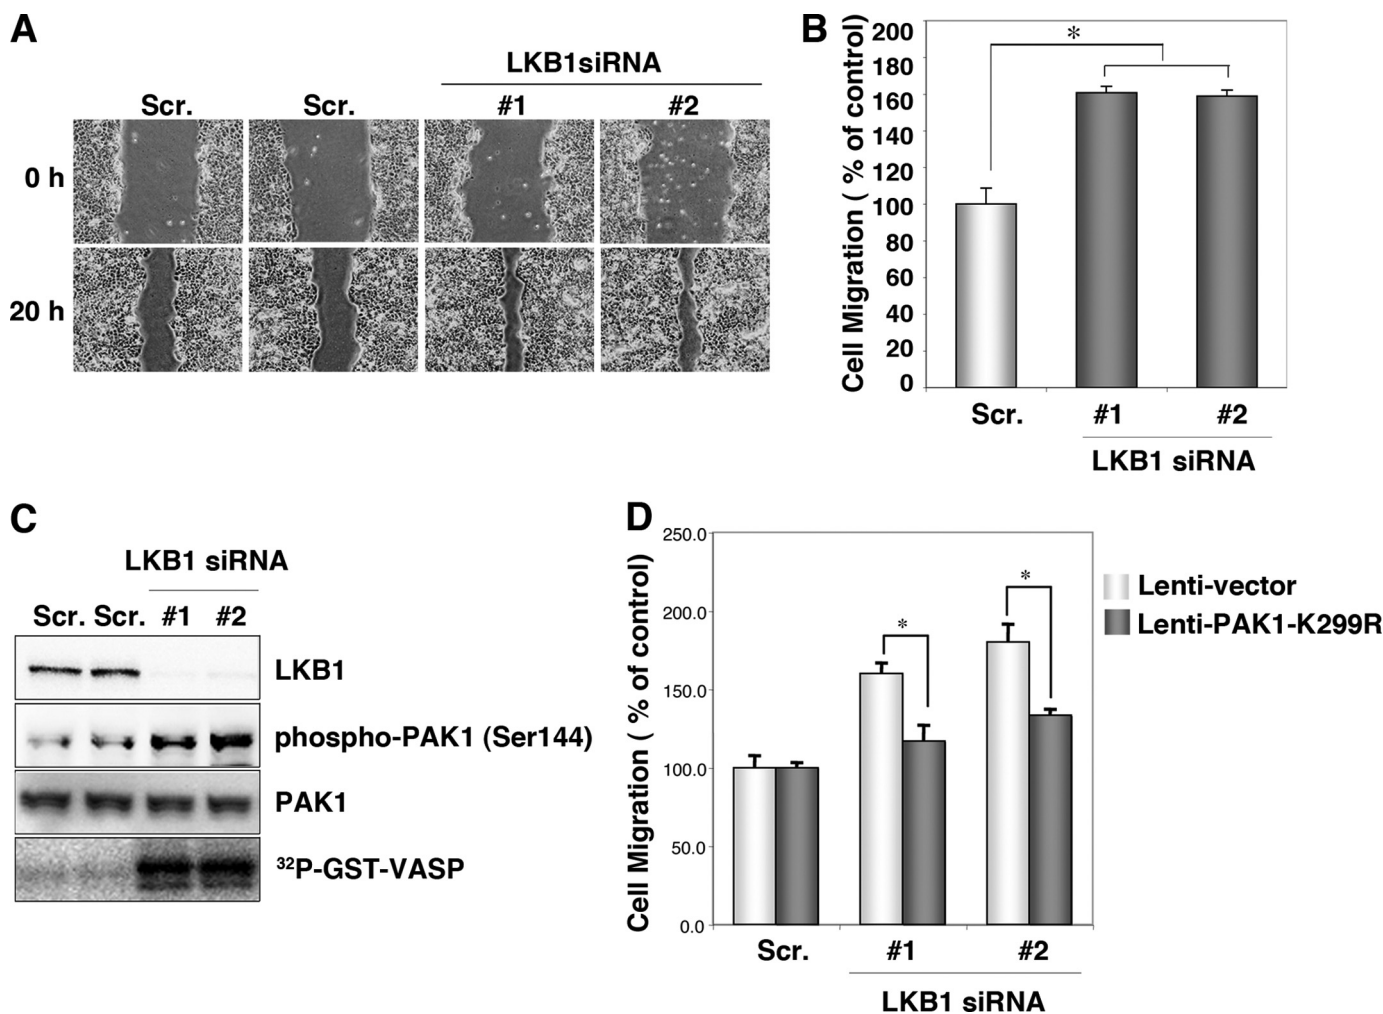 A
LKB1siRNA
Scr. Scr. #1 #2
0 h
20 h
B
Cell Migration ( % of control)
200
180
160
140
120
100
80
60
40
20
0
*
Scr. #1 #2
LKB1 siRNA
C
LKB1 siRNA
Scr. Scr. #1 #2
LKB1
phospho-PAK1 (Ser144)
PAK1
³²P-GST-VASP
D
Cell Migration ( % of control)
250.0
200.0
150.0
100.0
50.0
0.0
* *
Lenti-vector
Lenti-PAK1-K299R
Scr. #1 #2
LKB1 siRNA